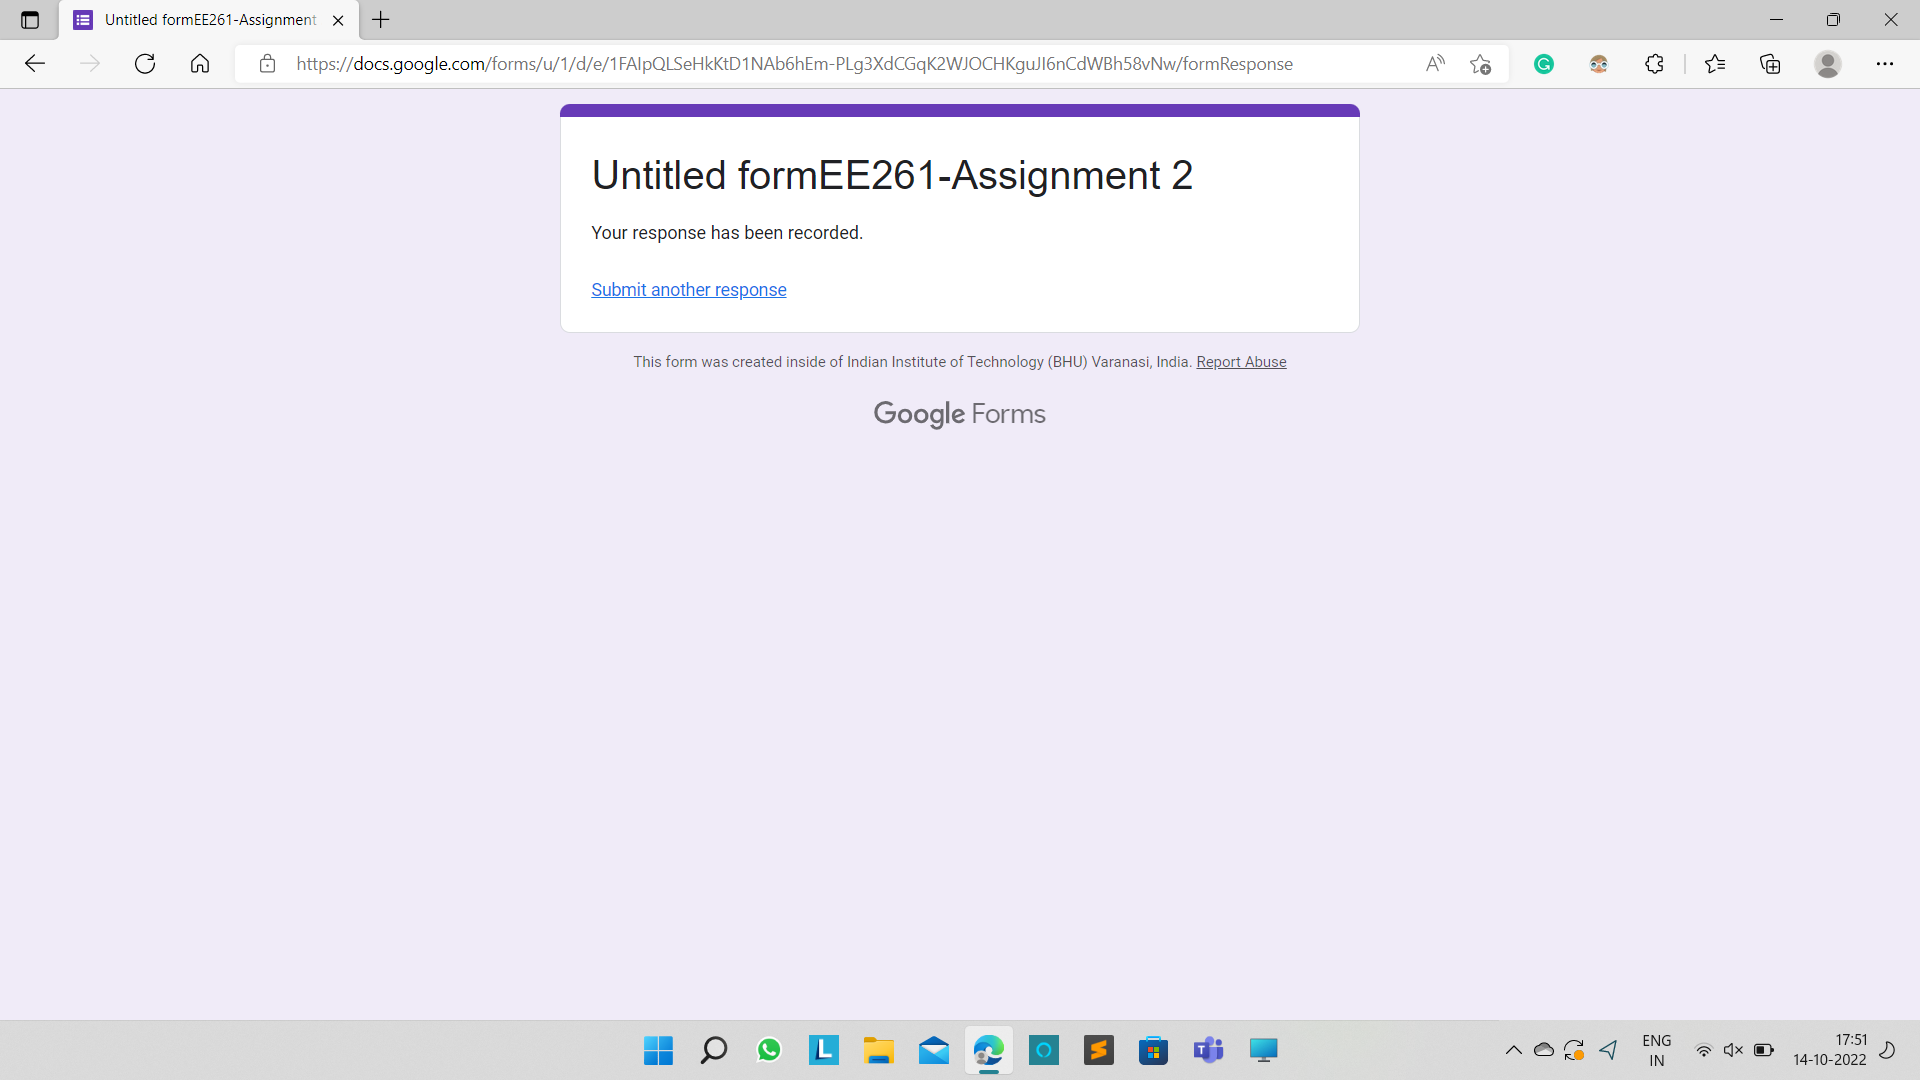 Untitled formEE261-Assignment
https://docs.google.com/forms/u/1/d/e/1FAIpQLSeHkKtD1NAb6hEm-PLg3XdCGqK2WJOCHKguJI6nCdWBh58vNw/formResponse
Untitled formEE261-Assignment 2
Your response has been recorded.
Submit another response
This form was created inside of Indian Institute of Technology (BHU) Varanasi, India. Report Abuse
Google Forms
ENG
IN
17:51
14-10-2022